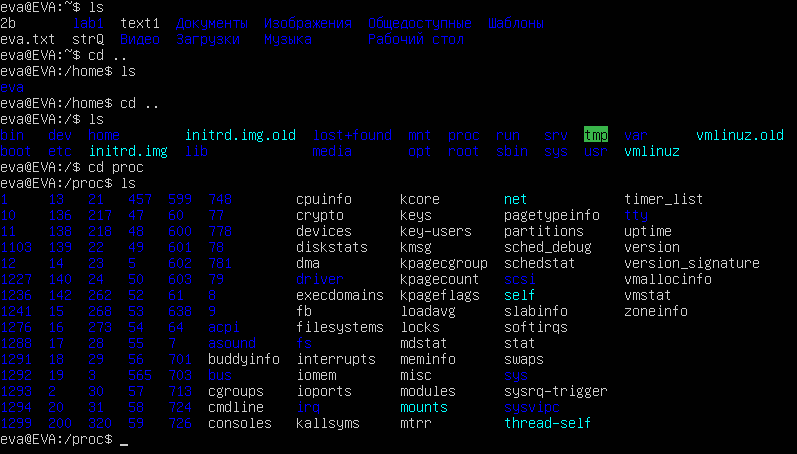 eva@EVA:~$ ls
2b lab1 text1 Документы Изображения Общедоступные Шаблоны
eva.txt strQ Видео Загрузки Музыка Рабочий стол
eva@EVA:~$ cd ..
eva@EVA:/home$ ls
eva
eva@EVA:/home$ cd ..
eva@EVA:/$ ls
bin dev home initrd.img.old lost+found mnt proc run srv tmp var vmlinuz.old
boot etc initrd.img lib media opt root sbin sys usr vmlinuz
eva@EVA:/$ cd proc
eva@EVA:/proc$ ls
1 13 21 457 599 748 cpuinfo kcore net timer_list
10 136 217 47 60 77 crypto keys pagetypeinfo tty
11 138 218 48 600 778 devices key-users partitions uptime
1103 139 22 49 601 78 diskstats kmsg sched_debug version
12 14 23 5 602 781 dma kpagecgroup schedstat version_signature
1227 140 24 50 603 79 driver kpagecount scsi vmallocinfo
1236 142 262 52 61 8 execdomains kpageflags self vmstat
1241 15 268 53 638 9 fb loadavg slabinfo zoneinfo
1276 16 273 54 64 acpi filesystems locks softirqs
1288 17 28 55 7 asound fs mdstat stat
1291 18 29 56 701 buddyinfo interrupts meminfo swaps
1292 19 3 565 703 bus iomem misc sys
1293 2 30 57 713 cgroups ioports modules sysrq-trigger
1294 20 31 58 724 cmdline irq mounts sysvipc
1299 200 320 59 726 consoles kallsyms mtrr thread-self
eva@EVA:/proc$ _